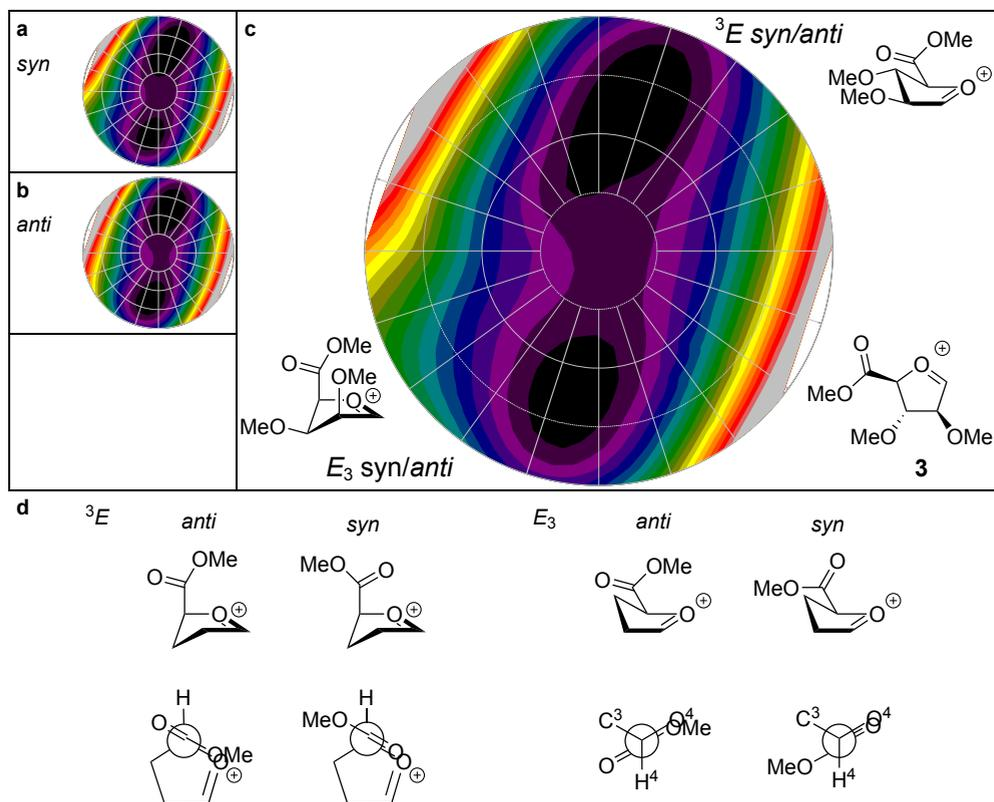 a
syn
b
anti
c
³E syn/anti
OMe
O
MeO
MeO
O
⊕
OMe
O
OMe
O
⊕
MeO
E₃ syn/anti
O
O
⊕
MeO
MeO
OMe
3
d
³E
anti
syn
E₃
anti
syn
OMe
O
O
⊕
MeO
O
O
⊕
OMe
O
O
⊕
MeO
O
O
⊕
H
O
OMe
O
⊕
H
MeO
O
O
⊕
C³
O⁴
OMe
O
H⁴
C³
O⁴
O
MeO
H⁴